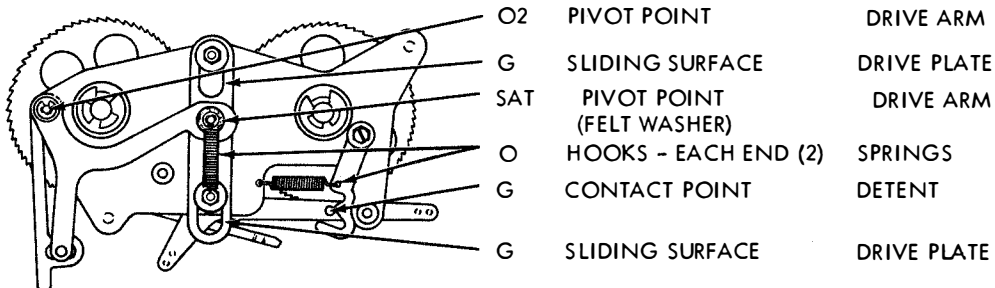 O2 PIVOT POINT DRIVE ARM
G SLIDING SURFACE DRIVE PLATE
SAT PIVOT POINT DRIVE ARM
(FELT WASHER)
O HOOKS - EACH END (2) SPRINGS
G CONTACT POINT DETENT
G SLIDING SURFACE DRIVE PLATE